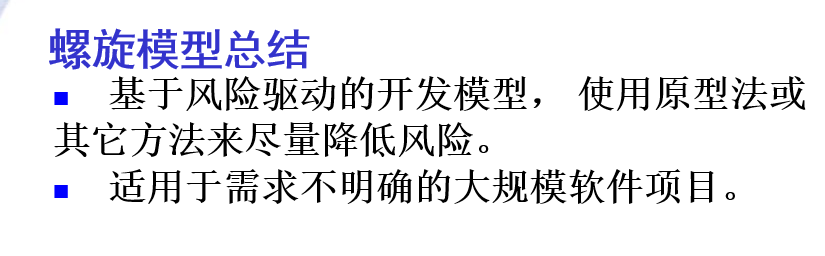 螺旋模型总结
■ 基于风险驱动的开发模型， 使用原型法或
其它方法来尽量降低风险。
■ 适用于需求不明确的大规模软件项目。